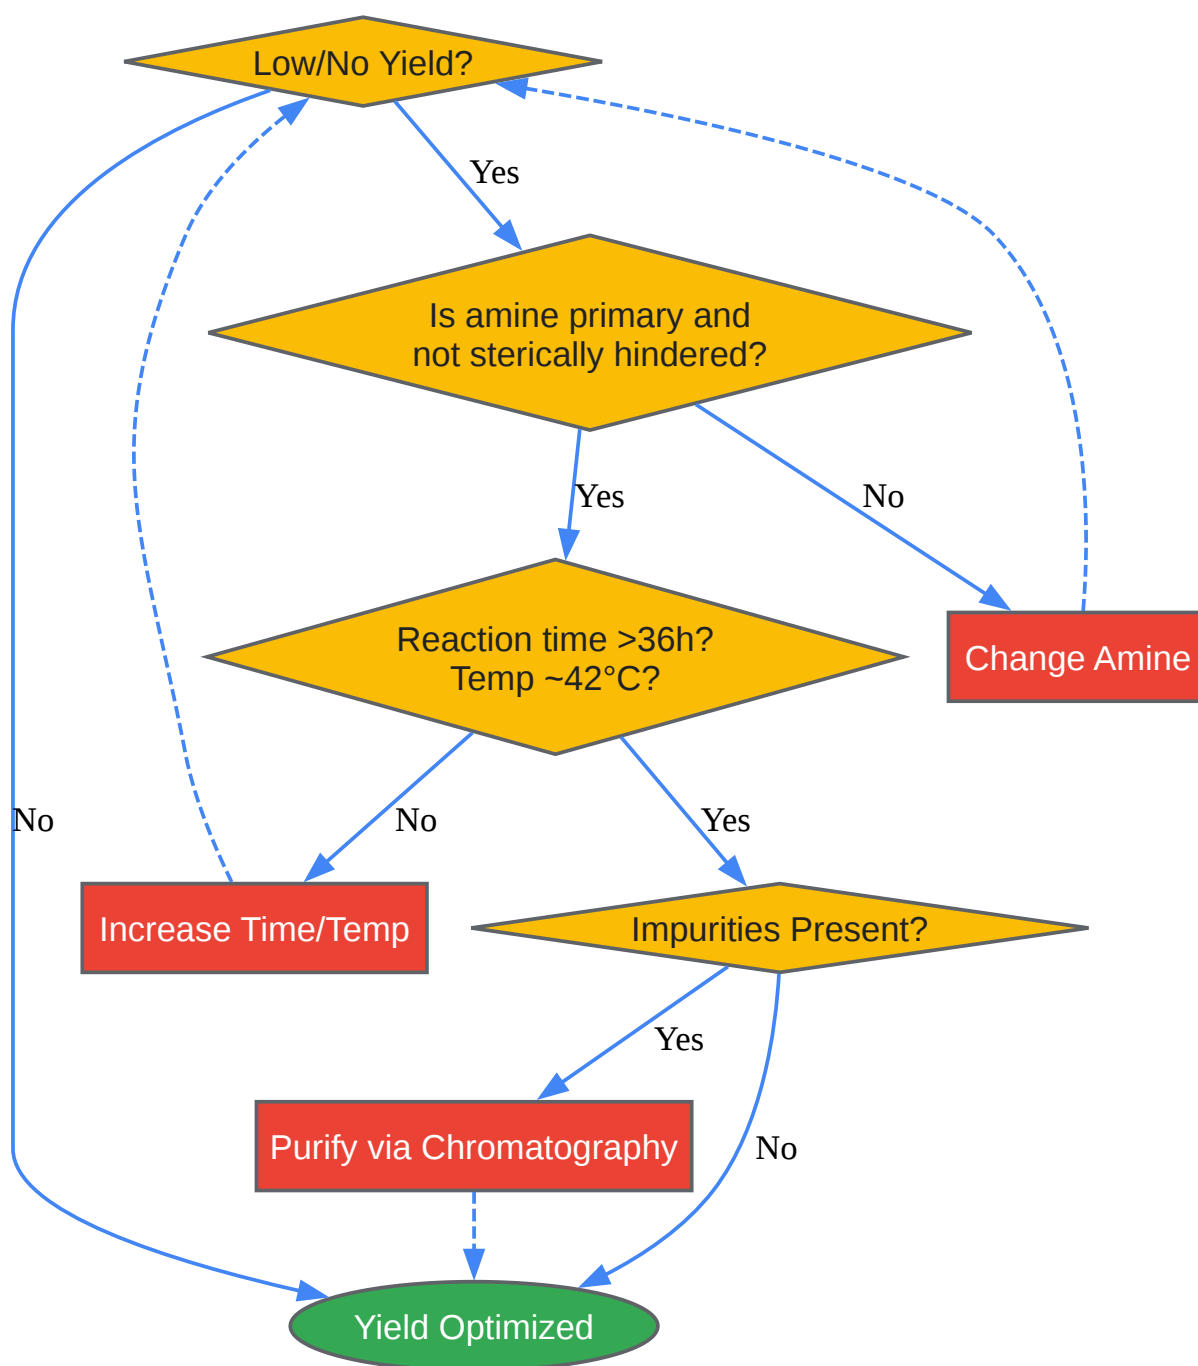 Low/No Yield?
Yes
Is amine primary and
not sterically hindered?
Yes
No
Reaction time >36h?
Temp ~42°C?
Change Amine
No
No
Yes
Increase Time/Temp
Impurities Present?
Yes
Purify via Chromatography
No
Yield Optimized